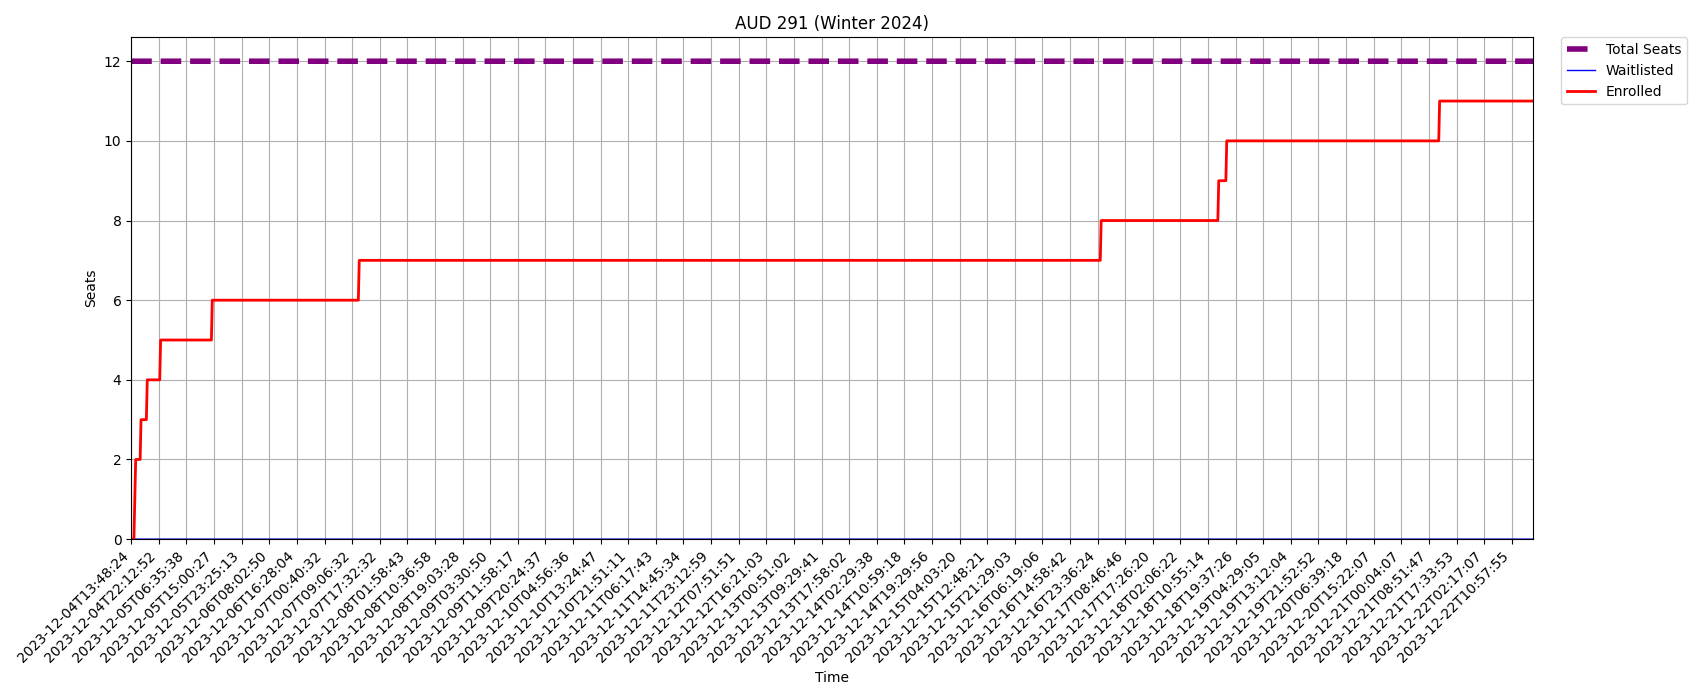 AUD 291 (Winter 2024)
Total Seats
Waitlisted
Enrolled
Seats
12
10
8
6
4
2
0
2023-12-04T13:48:24
2023-12-04T22:12:52
2023-12-05T06:35:38
2023-12-05T15:00:27
2023-12-05T23:25:13
2023-12-06T08:02:50
2023-12-06T16:28:04
2023-12-07T00:40:32
2023-12-07T09:06:32
2023-12-07T17:32:32
2023-12-08T01:58:43
2023-12-08T10:36:58
2023-12-08T19:03:28
2023-12-09T03:30:50
2023-12-09T11:58:17
2023-12-09T20:24:37
2023-12-10T04:56:36
2023-12-10T13:24:47
2023-12-10T21:51:11
2023-12-11T06:17:43
2023-12-11T14:45:34
2023-12-11T23:12:59
2023-12-12T07:51:51
2023-12-12T16:21:03
2023-12-13T00:51:02
2023-12-13T09:29:41
2023-12-13T17:58:02
2023-12-14T02:29:38
2023-12-14T10:59:18
2023-12-14T19:29:56
2023-12-15T04:03:20
2023-12-15T12:48:21
2023-12-15T21:29:03
2023-12-16T06:19:06
2023-12-16T14:58:42
2023-12-16T23:36:24
2023-12-17T08:46:46
2023-12-17T17:26:20
2023-12-18T02:06:22
2023-12-18T10:55:14
2023-12-18T19:37:26
2023-12-19T04:29:05
2023-12-19T13:12:04
2023-12-19T21:52:52
2023-12-20T06:39:18
2023-12-20T15:22:07
2023-12-21T00:04:07
2023-12-21T08:51:47
2023-12-21T17:33:53
2023-12-22T02:17:07
2023-12-22T10:57:55
Time